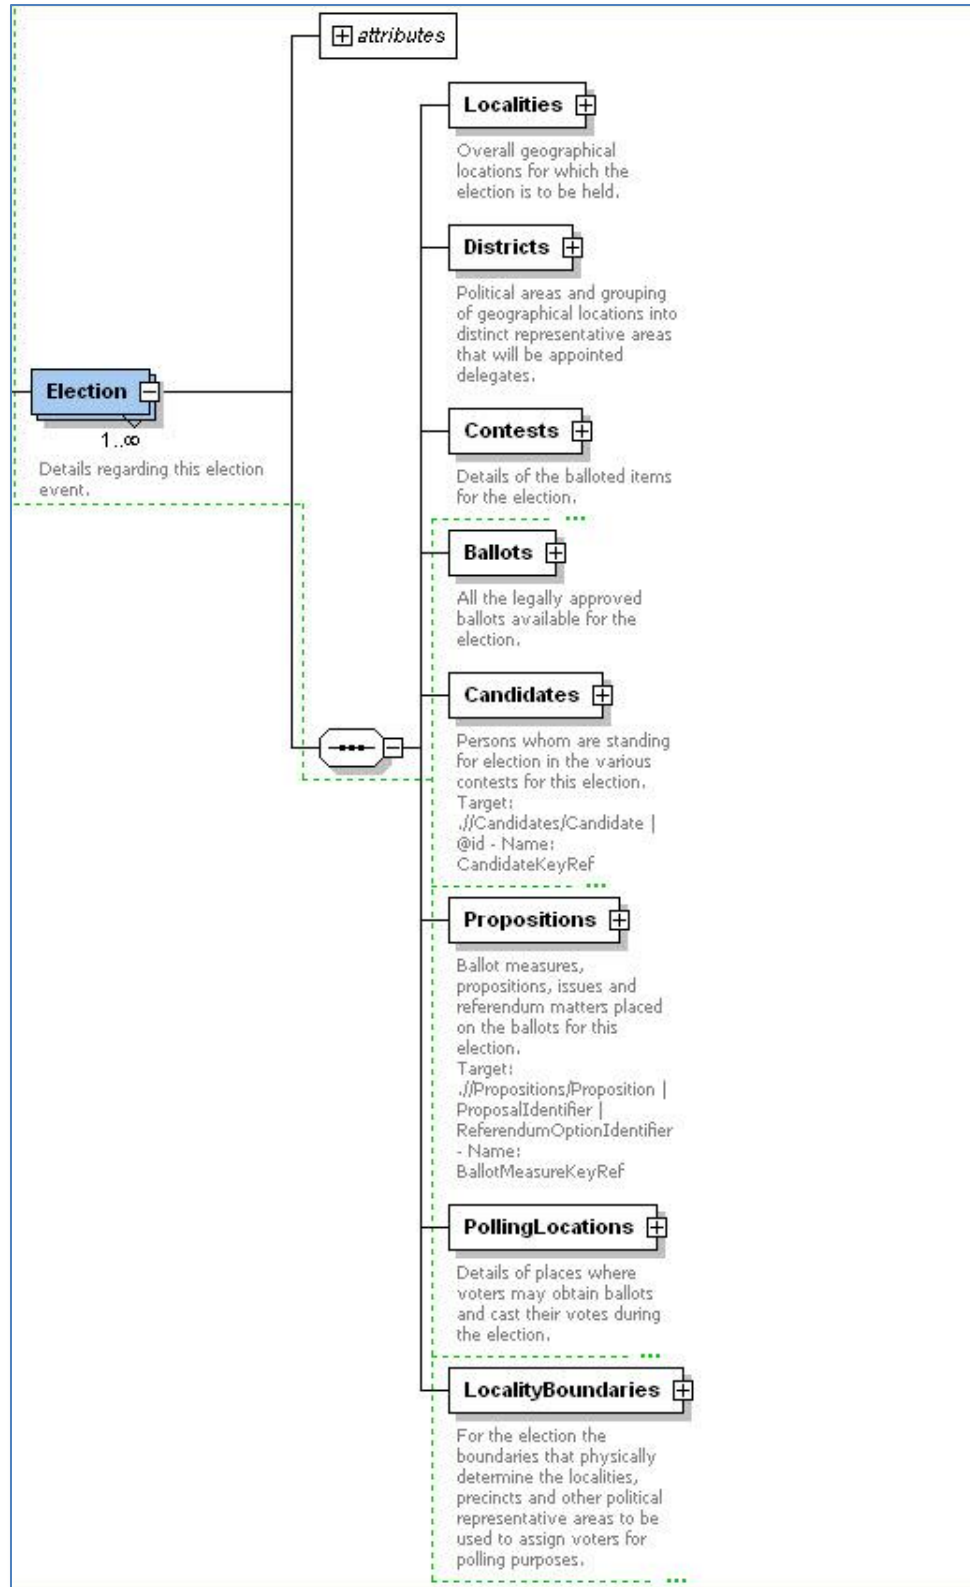 attributes
Localities
Overall geographical
locations for which the
election is to be held.
Districts
Political areas and grouping
of geographical locations into
distinct representative areas
that will be appointed
delegates.
Election
1..∞
Details regarding this election
event.
Contests
Details of the balloted items
for the election.
Ballots
All the legally approved
ballots available for the
election.
Candidates
Persons whom are standing
for election in the various
contests for this election.
Target:
.//Candidates/Candidate |
@id - Name:
CandidateKeyRef
Propositions
Ballot measures,
propositions, issues and
referendum matters placed
on the ballots for this
election.
Target:
.//Propositions/Proposition |
ProposalIdentifier |
ReferendumOptionIdentifier
- Name:
BallotMeasureKeyRef
PollingLocations
Details of places where
voters may obtain ballots
and cast their votes during
the election.
LocalityBoundaries
For the election the
boundaries that physically
determine the localities,
precincts and other political
representative areas to be
used to assign voters for
polling purposes.